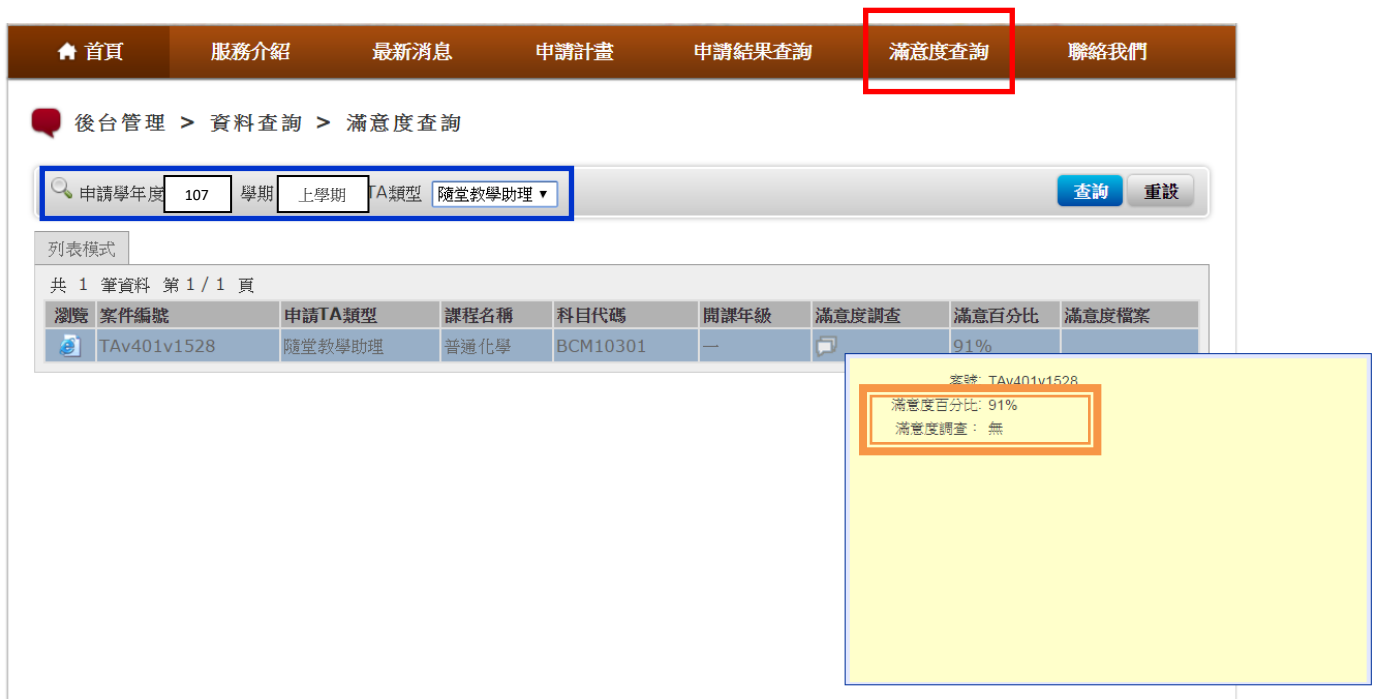 首頁 服務介紹 最新消息 申請計畫 申請結果查詢 滿意度查詢 聯絡我們
後台管理 > 資料查詢 > 滿意度查詢
申請學年度 107 學期 上學期 TA類型 隨堂教學助理 ▼ 查詢 重設
列表模式
共 1 筆資料 第 1 / 1 頁
瀏覽 案件編號 申請TA類型 課程名稱 科目代碼 開課年級 滿意度調查 滿意百分比 滿意度檔案
TAv401v1528 隨堂教學助理 普通化學 BCM10301 一 91%
案號: TAv401v1528
滿意度百分比: 91%
滿意度調查： 無